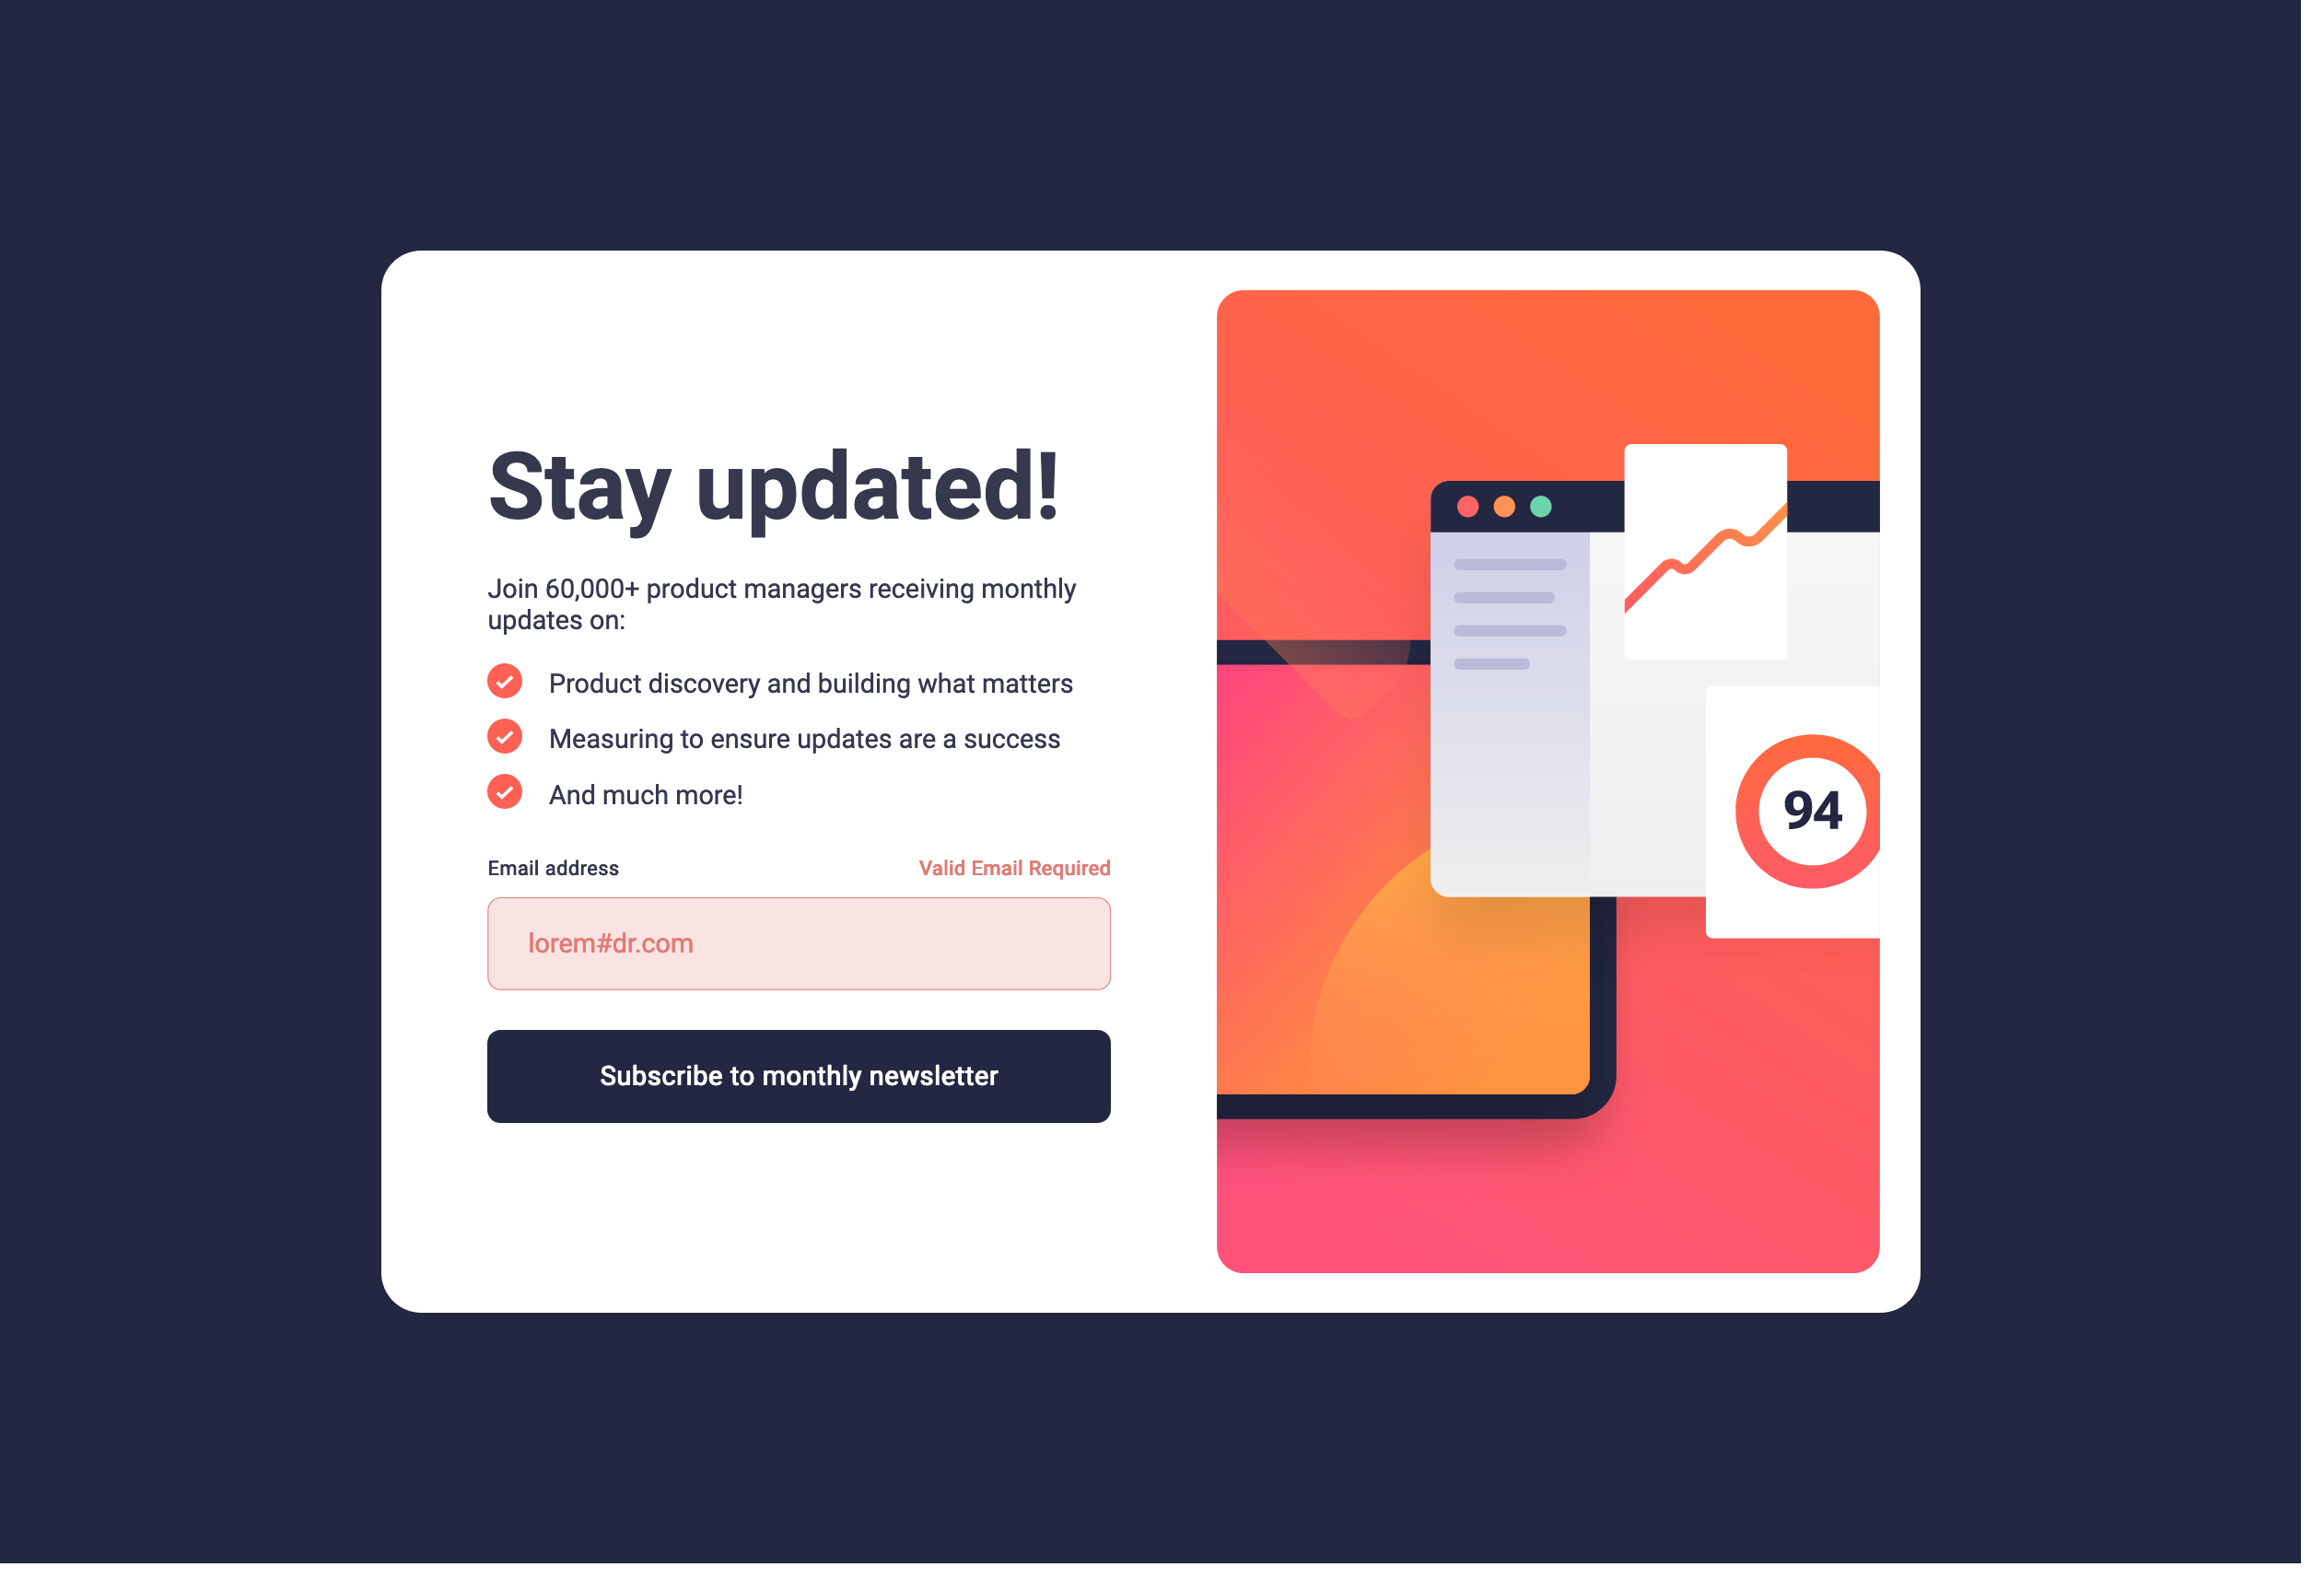 Stay updated!
Join 60,000+ product managers receiving monthly
updates on:
Product discovery and building what matters
Measuring to ensure updates are a success
And much more!
Email address
Valid Email Required
lorem#dr.com
Subscribe to monthly newsletter
94